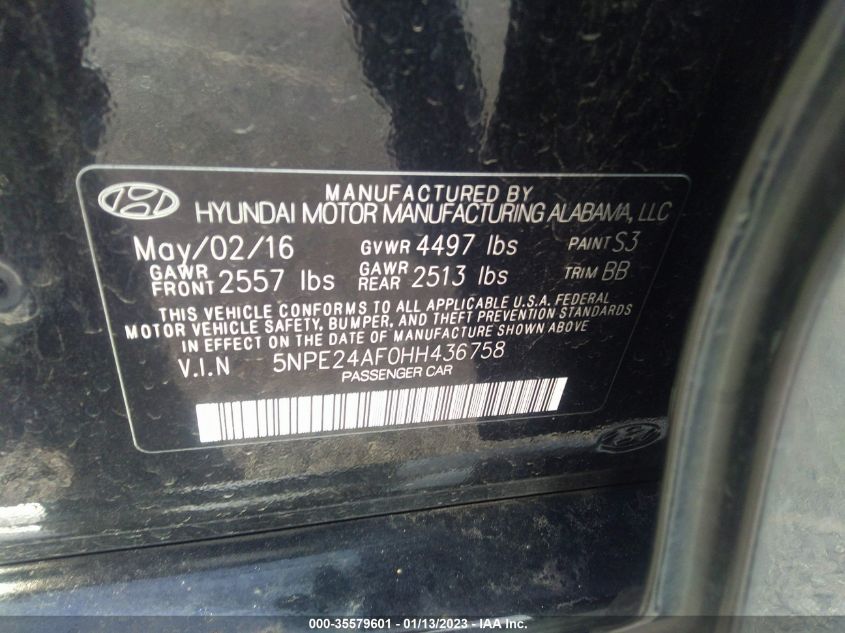 MANUFACTURED BY
HYUNDAI MOTOR MANUFACTURING ALABAMA, LLC
May/02/16 GVWR 4497 lbs PAINT S3
GAWR FRONT 2557 lbs GAWR REAR 2513 lbs TRIM BB
THIS VEHICLE CONFORMS TO ALL APPLICABLE U.S.A. FEDERAL
MOTOR VEHICLE SAFETY, BUMPER, AND THEFT PREVENTION STANDARDS
IN EFFECT ON THE DATE OF MANUFACTURE SHOWN ABOVE
V.I.N 5NPE24AF0HH436758
PASSENGER CAR
000-35579601 - 01/13/2023 - IAA Inc.